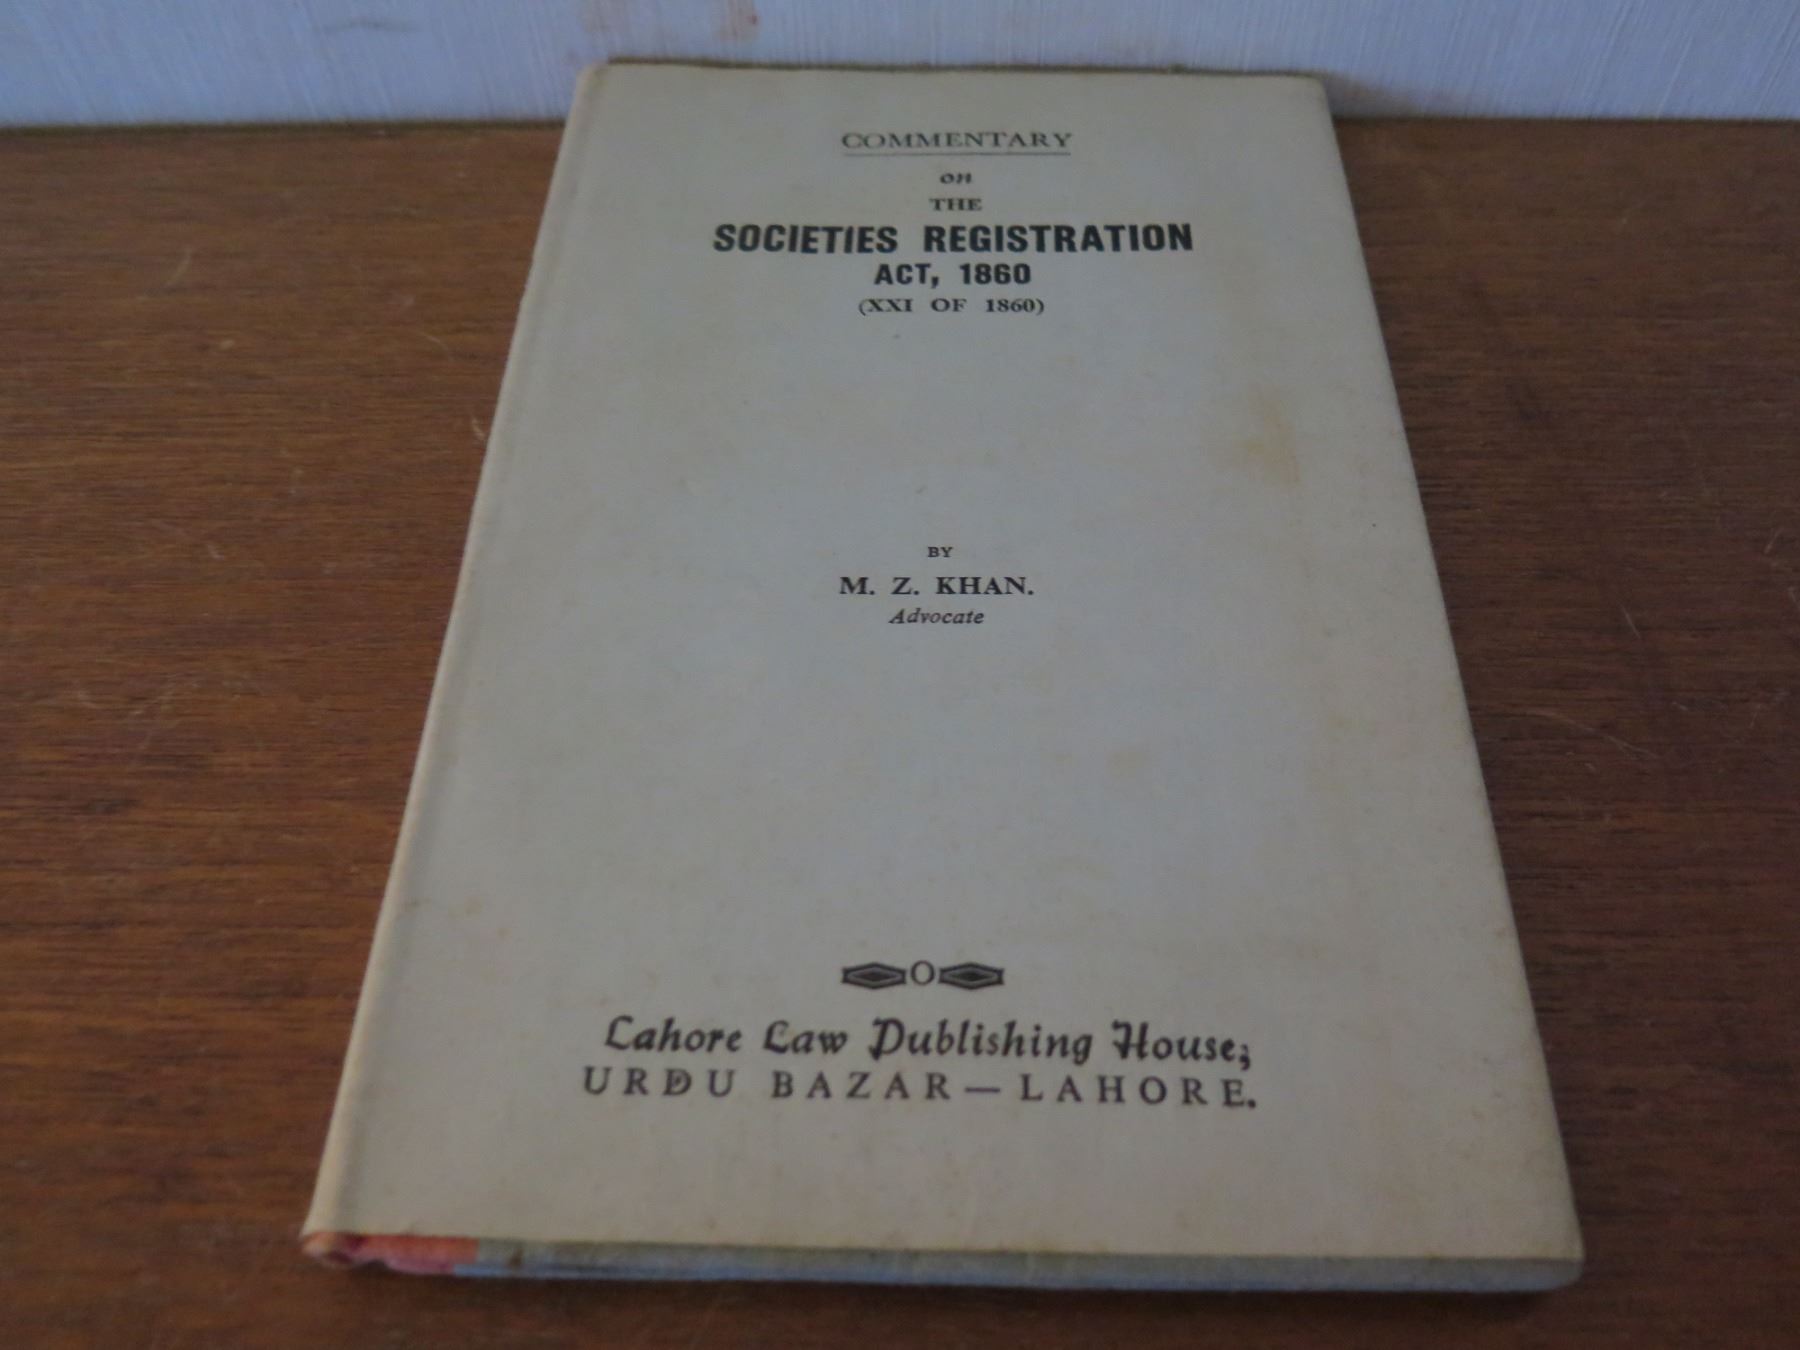 COMMENTARY
on
THE
SOCIETIES REGISTRATION
ACT, 1860
(XXI OF 1860)
BY
M. Z. KHAN.
Advocate
O
Lahore Law Publishing House;
URDU BAZAR — LAHORE.